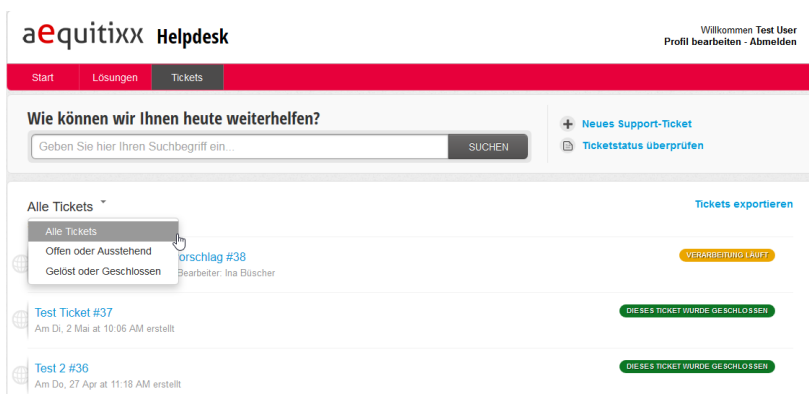 aequitixx Helpdesk
Willkommen Test User
Profil bearbeiten - Abmelden
Start Lösungen Tickets
Wie können wir Ihnen heute weiterhelfen?
Geben Sie hier Ihren Suchbegriff ein... SUCHEN
Neues Support-Ticket
Ticketstatus überprüfen
Alle Tickets
Tickets exportieren
Alle Tickets
Offen oder Ausstehend
Gelöst oder Geschlossen
orschlag #38
VERARBEITUNG LÄUFT
Bearbeiter: Ina Büscher
Test Ticket #37
DIESES TICKET WURDE GESCHLOSSEN
Am Di, 2 Mai at 10:06 AM erstellt
Test 2 #36
DIESES TICKET WURDE GESCHLOSSEN
Am Do, 27 Apr at 11:18 AM erstellt